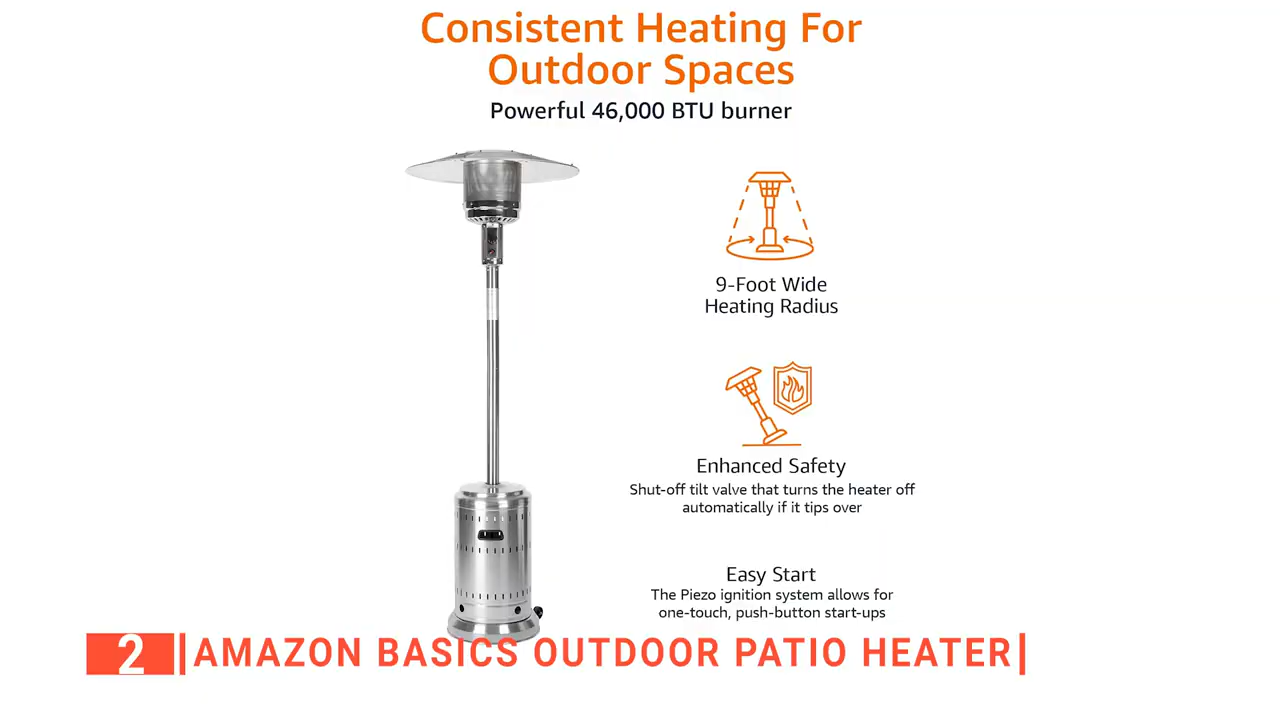 Consistent Heating For
Outdoor Spaces
Powerful 46,000 BTU burner
9-Foot Wide
Heating Radius
Enhanced Safety
Shut-off tilt valve that turns the heater off
automatically if it tips over
Easy Start
The Piezo ignition system allows for
one-touch, push-button start-ups
2
AMAZON BASICS OUTDOOR PATIO HEATER